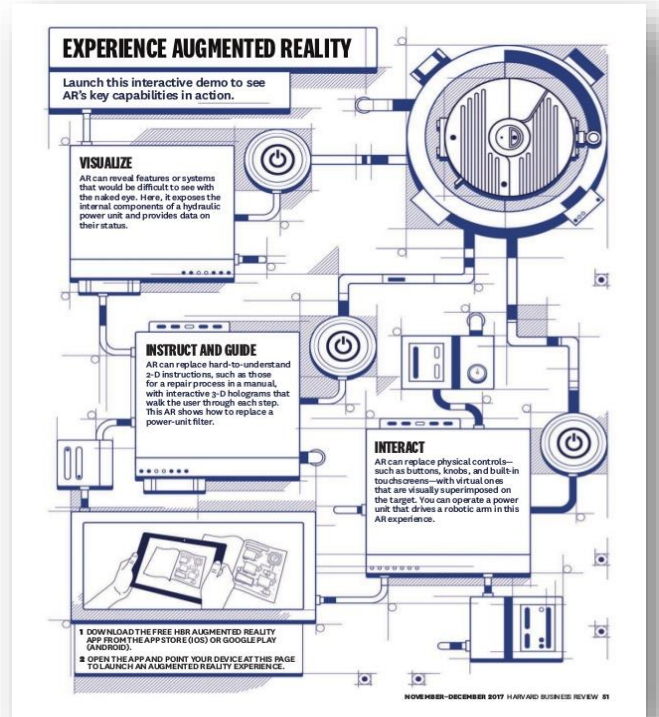 EXPERIENCE AUGMENTED REALITY
Launch this interactive demo to see
AR's key capabilities in action.
VISUALIZE
AR can reveal features or systems
that would be difficult to see with
the naked eye. Here, it exposes the
internal components of a hydraulic
power unit and provides data on
their status.
INSTRUCT AND GUIDE
AR can replace hard-to-understand
2-D instructions, such as those
for a repair process in a manual,
with interactive 3-D holograms that
walk the user through each step.
This AR shows how to replace a
power-unit filter.
INTERACT
AR can replace physical controls—
such as buttons, knobs, and built-in
touchscreens—with virtual ones
that are visually superimposed on
the target. You can operate a power
unit that drives a robotic arm in this
AR experience.
1 DOWNLOAD THE FREE HBR AUGMENTED REALITY
APP FROM THE APP STORE (IOS) OR GOOGLE PLAY
(ANDROID).
2 OPEN THE APP AND POINT YOUR DEVICE AT THIS PAGE
TO LAUNCH AN AUGMENTED REALITY EXPERIENCE.
NOVEMBER–DECEMBER 2017 HARVARD BUSINESS REVIEW 51